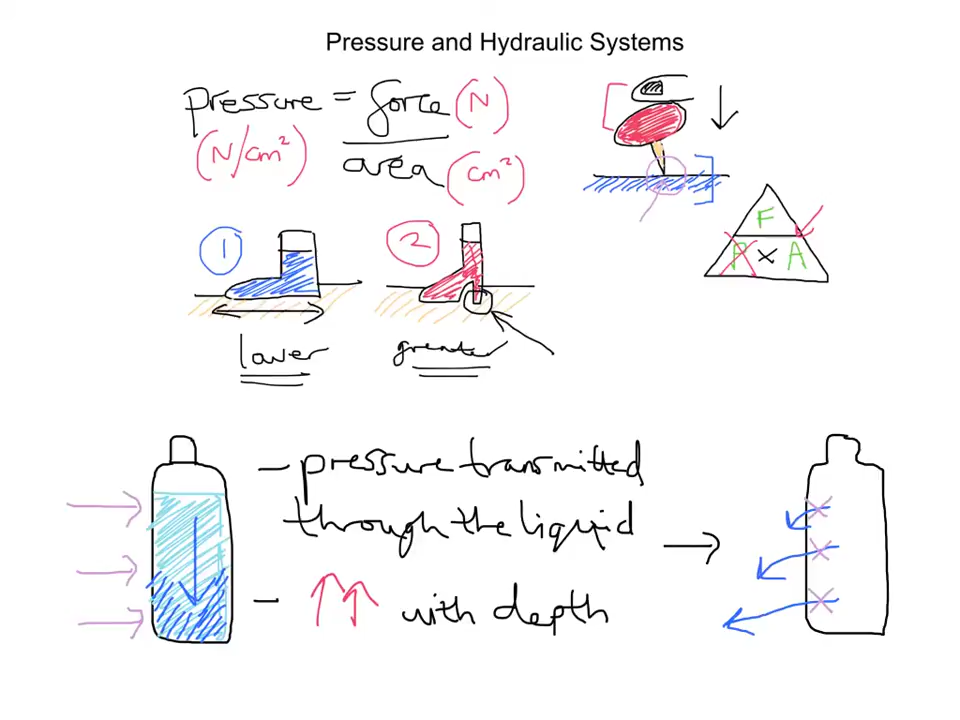 Pressure and Hydraulic Systems
pressure = force (N)
(N/cm²) area (cm²)
F
P × A
1 2
lower greater
- pressure transmitted
through the liquid
- ↑↑ with depth